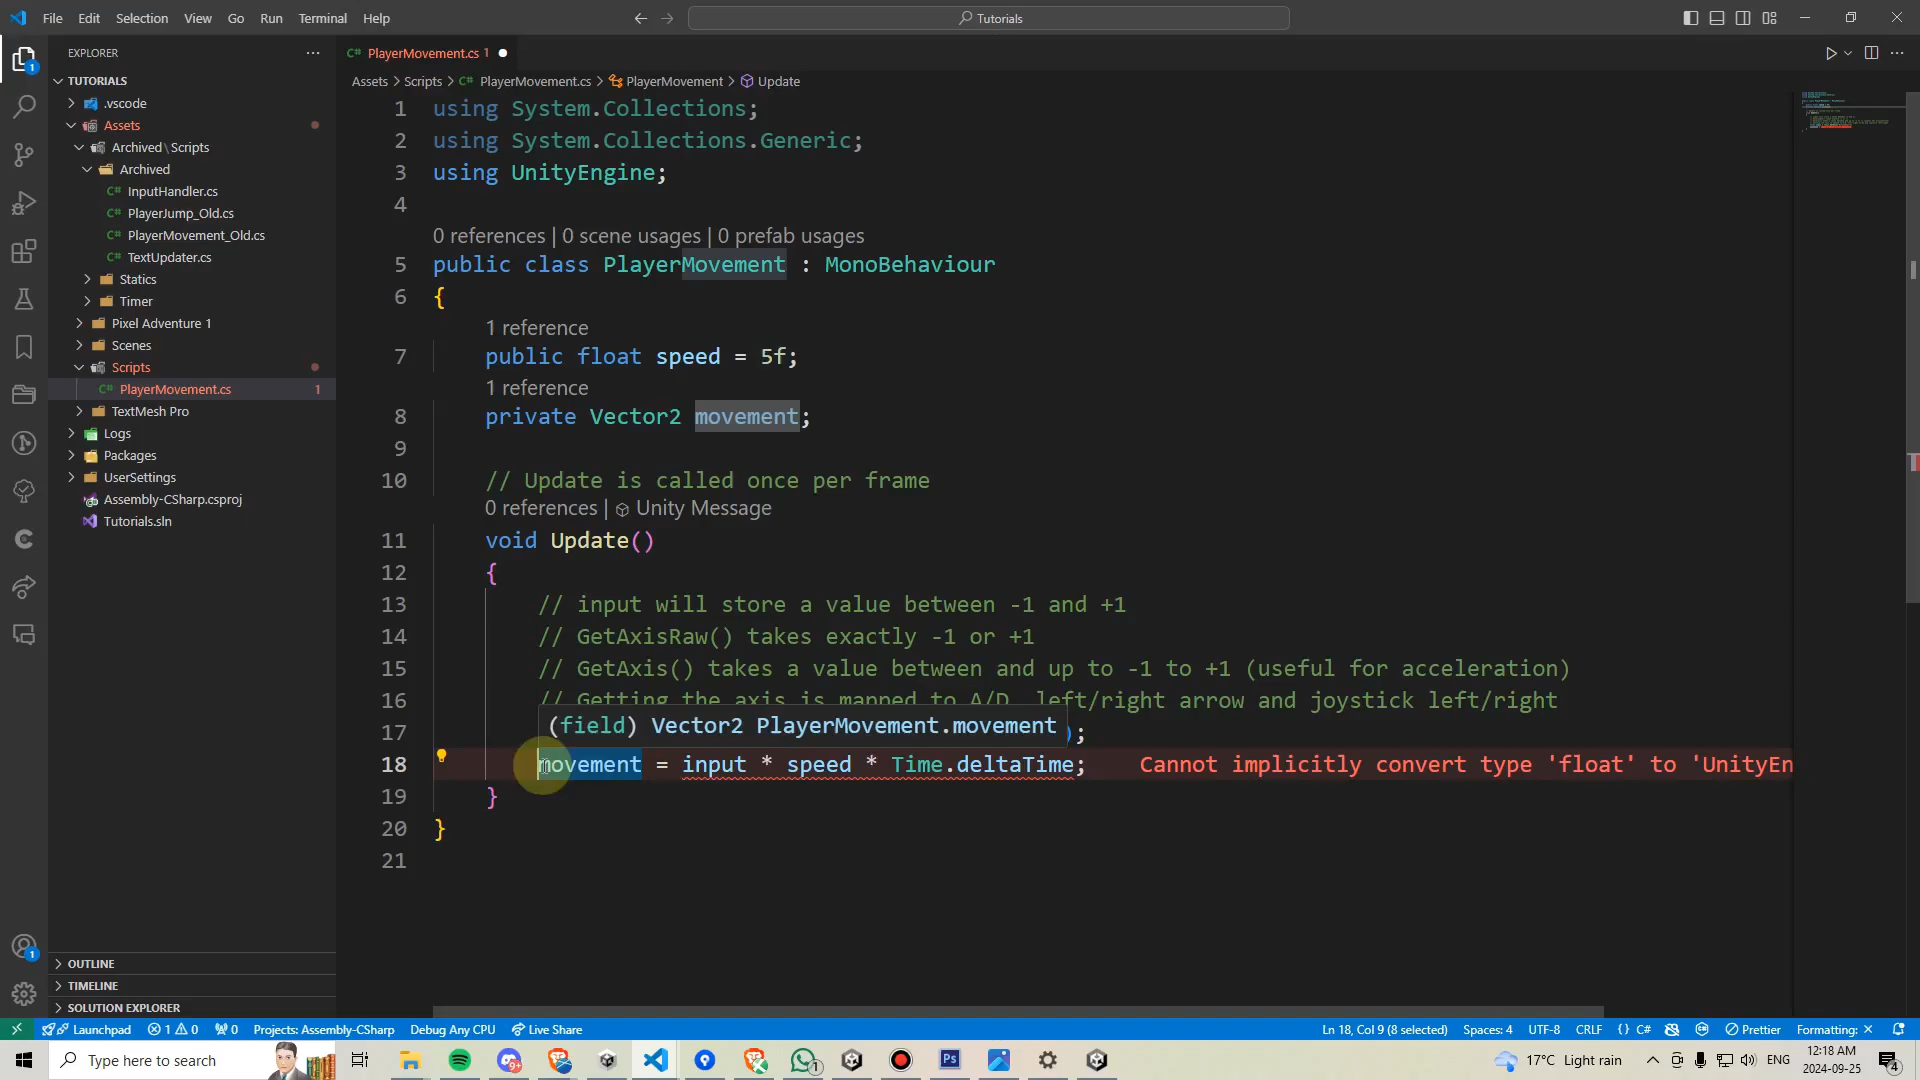 File Edit Selection View Go Run Terminal Help
Tutorials
EXPLORER
TUTORIALS
.vscode
Assets
Archived \ Scripts
Archived
InputHandler.cs
PlayerJump_Old.cs
PlayerMovement_Old.cs
TextUpdater.cs
Statics
Timer
Pixel Adventure 1
Scenes
Scripts
PlayerMovement.cs 1
TextMesh Pro
Logs
Packages
UserSettings
Assembly-CSharp.csproj
Tutorials.sln
OUTLINE
TIMELINE
SOLUTION EXPLORER
PlayerMovement.cs 1
Assets > Scripts > PlayerMovement.cs > PlayerMovement > Update
1 using System.Collections;
2 using System.Collections.Generic;
3 using UnityEngine;
4
0 references | 0 scene usages | 0 prefab usages
5 public class PlayerMovement : MonoBehaviour
6 {
1 reference
7 public float speed = 5f;
1 reference
8 private Vector2 movement;
9
10 // Update is called once per frame
0 references | Unity Message
11 void Update()
12 {
13 // input will store a value between -1 and +1
14 // GetAxisRaw() takes exactly -1 or +1
15 // GetAxis() takes a value between and up to -1 to +1 (useful for acceleration)
16 // Getting the axis is mapped to A/D, left/right arrow and joystick left/right
(field) Vector2 PlayerMovement.movement
17 );
18 movement = input * speed * Time.deltaTime; Cannot implicitly convert type 'float' to 'UnityEn
19 }
20 }
21
Launchpad 1 0 0 Projects: Assembly-CSharp Debug Any CPU Live Share Ln 18, Col 9 (8 selected) Spaces: 4 UTF-8 CRLF {} C# Prettier Formatting: ×
Type here to search 17°C Light rain ENG 12:18 AM
2024-09-25